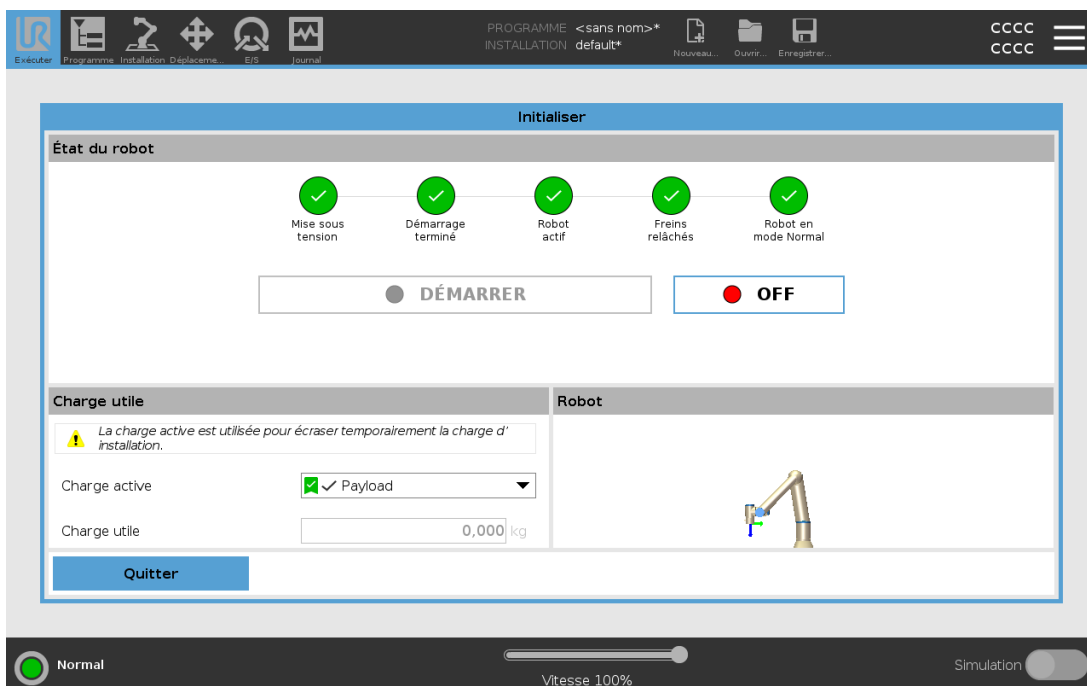 PROGRAMME <sans nom>*
INSTALLATION default*
cccc
cccc
Exécuter Programme Installation Déplaceme... E/S Journal Nouveau... Ouvrir... Enregistrer...
Initialiser
État du robot
Mise sous tension
Démarrage terminé
Robot actif
Freins relâchés
Robot en mode Normal
DÉMARRER
OFF
Charge utile
Robot
La charge active est utilisée pour écraser temporairement la charge d'
installation.
Charge active
Payload
Charge utile
0,000 kg
Quitter
Normal
Vitesse 100%
Simulation